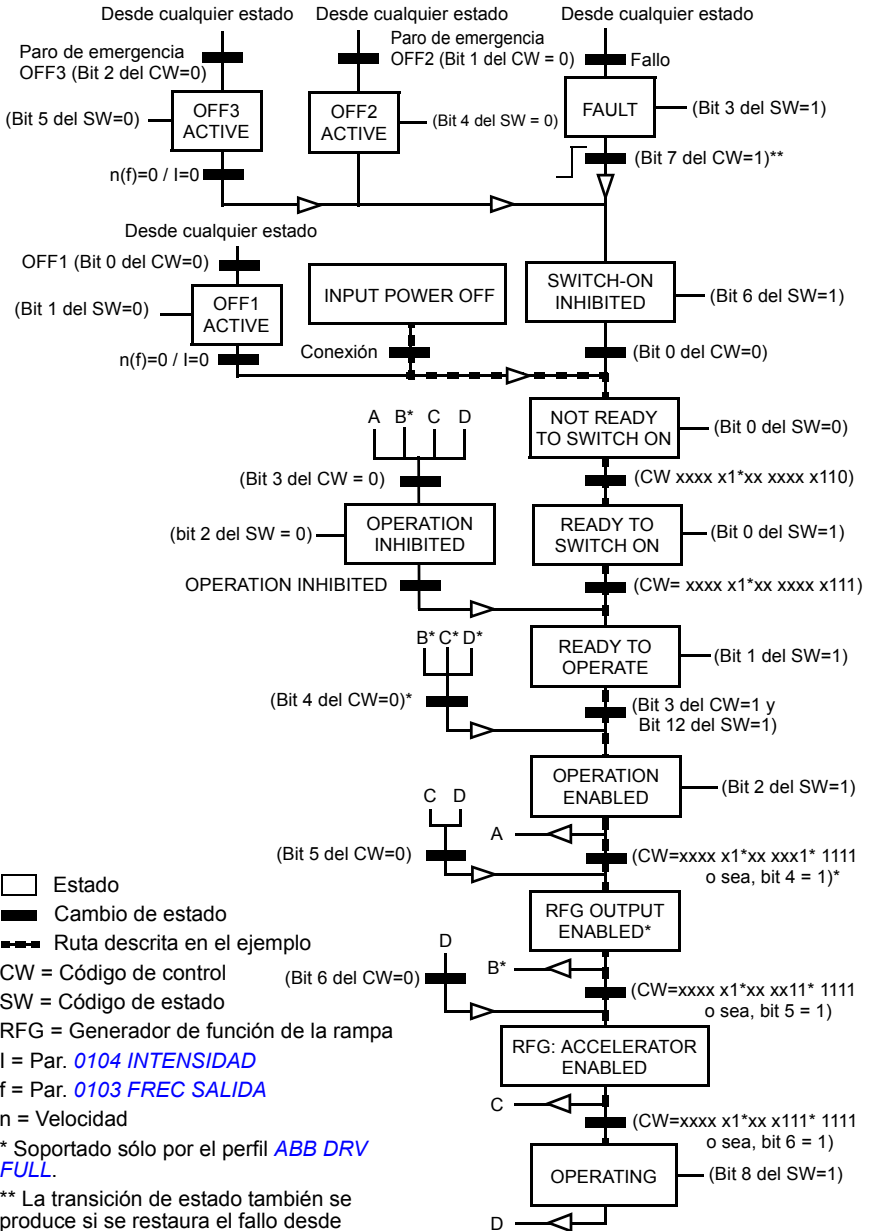 Desde cualquier estado
Desde cualquier estado
Desde cualquier estado
Paro de emergencia
OFF3 (Bit 2 del CW=0)
Paro de emergencia
OFF2 (Bit 1 del CW = 0)
Fallo
(Bit 5 del SW=0)
OFF3
ACTIVE
OFF2
ACTIVE
(Bit 4 del SW = 0)
FAULT
(Bit 3 del SW=1)
n(f)=0 / I=0
(Bit 7 del CW=1)**
Desde cualquier estado
OFF1 (Bit 0 del CW=0)
(Bit 1 del SW=0)
OFF1
ACTIVE
INPUT POWER OFF
SWITCH-ON
INHIBITED
(Bit 6 del SW=1)
n(f)=0 / I=0
Conexión
(Bit 0 del CW=0)
A B* C D
NOT READY
TO SWITCH ON
(Bit 0 del SW=0)
(Bit 3 del CW = 0)
(CW xxxx x1*xx xxxx x110)
(bit 2 del SW = 0)
OPERATION
INHIBITED
READY TO
SWITCH ON
(Bit 0 del SW=1)
OPERATION INHIBITED
(CW= xxxx x1*xx xxxx x111)
B* C* D*
READY TO
OPERATE
(Bit 1 del SW=1)
(Bit 4 del CW=0)*
(Bit 3 del CW=1 y
Bit 12 del SW=1)
OPERATION
ENABLED
(Bit 2 del SW=1)
C D
A
(Bit 5 del CW=0)
(CW=xxxx x1*xx xxx1* 1111
o sea, bit 4 = 1)*
RFG OUTPUT
ENABLED*
D
B*
(Bit 6 del CW=0)
(CW=xxxx x1*xx xx11* 1111
o sea, bit 5 = 1)
RFG: ACCELERATOR
ENABLED
C
(CW=xxxx x1*xx x111* 1111
o sea, bit 6 = 1)
OPERATING
(Bit 8 del SW=1)
D
Estado
Cambio de estado
Ruta descrita en el ejemplo
CW = Código de control
SW = Código de estado
RFG = Generador de función de la rampa
I = Par. 0104 INTENSIDAD
f = Par. 0103 FREC SALIDA
n = Velocidad
* Soportado sólo por el perfil ABB DRV
FULL.
** La transición de estado también se
produce si se restaura el fallo desde